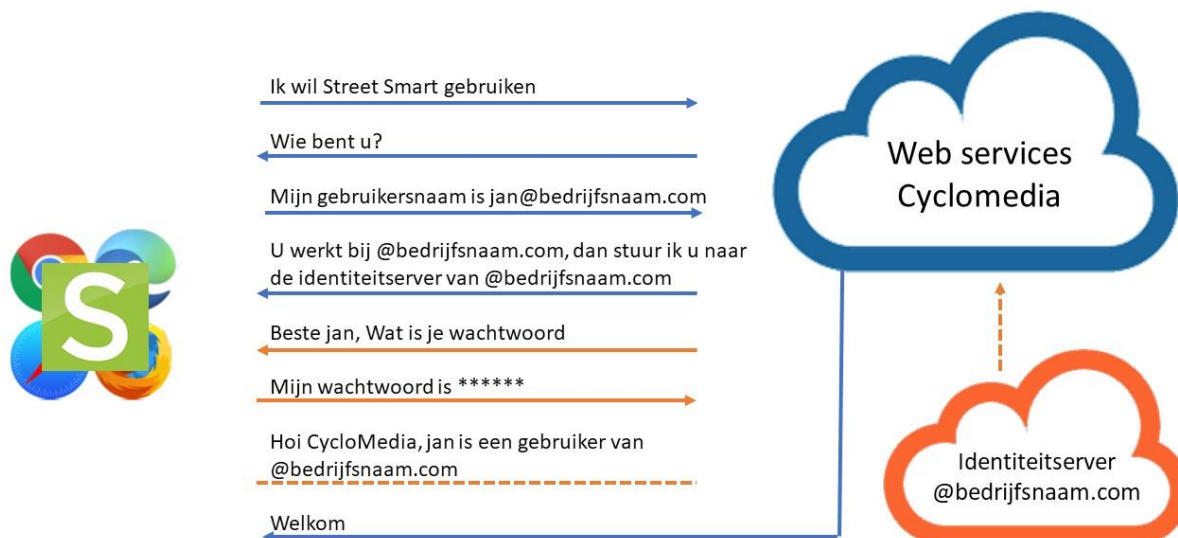 Ik wil Street Smart gebruiken
Wie bent u?
Mijn gebruikersnaam is jan@bedrijfsnaam.com
U werkt bij @bedrijfsnaam.com, dan stuur ik u naar
de identiteitserver van @bedrijfsnaam.com
Beste jan, Wat is je wachtwoord
Mijn wachtwoord is ******
Hoi CycloMedia, jan is een gebruiker van
@bedrijfsnaam.com
Welkom
S
Web services
Cyclomedia
Identiteitserver
@bedrijfsnaam.com